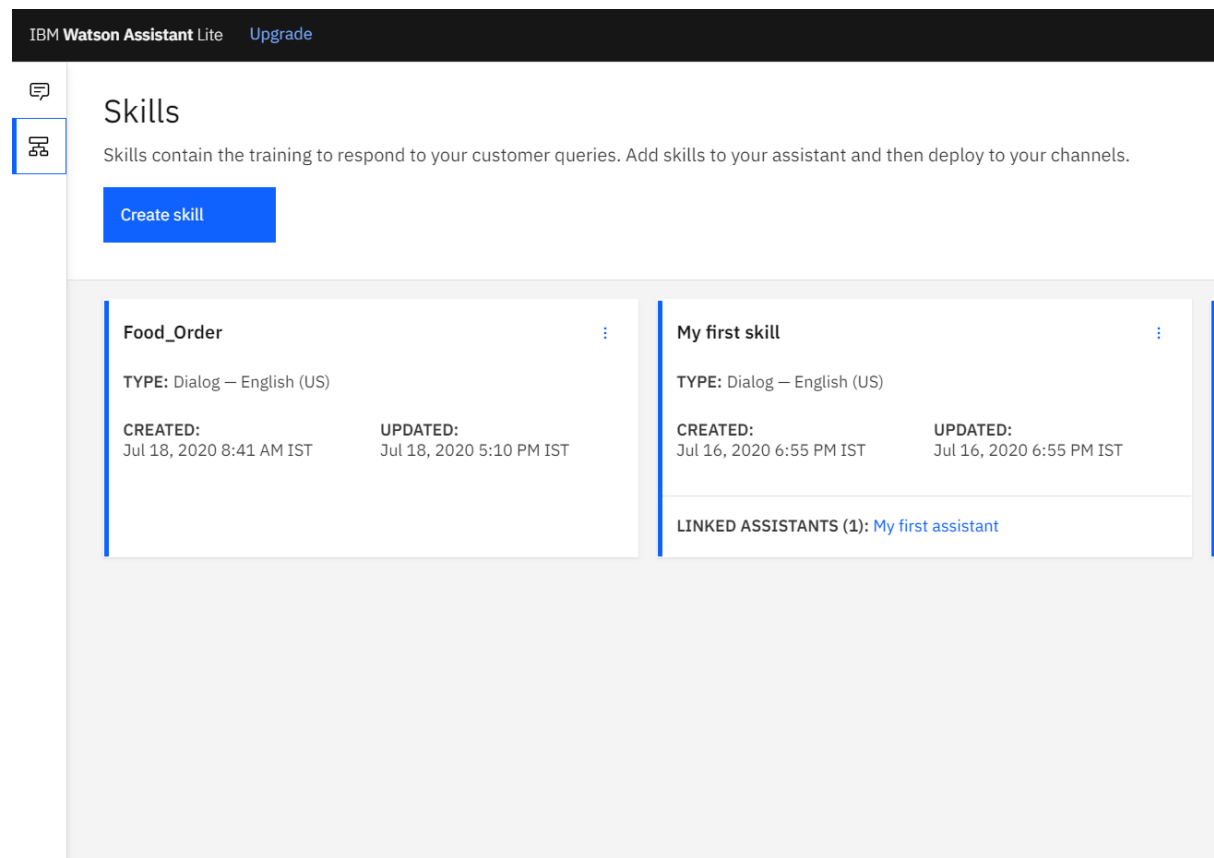 IBM Watson Assistant Lite Upgrade
Skills
Skills contain the training to respond to your customer queries. Add skills to your assistant and then deploy to your channels.
Create skill
Food_Order
TYPE: Dialog — English (US)
CREATED:
Jul 18, 2020 8:41 AM IST
UPDATED:
Jul 18, 2020 5:10 PM IST
My first skill
TYPE: Dialog — English (US)
CREATED:
Jul 16, 2020 6:55 PM IST
UPDATED:
Jul 16, 2020 6:55 PM IST
LINKED ASSISTANTS (1): My first assistant